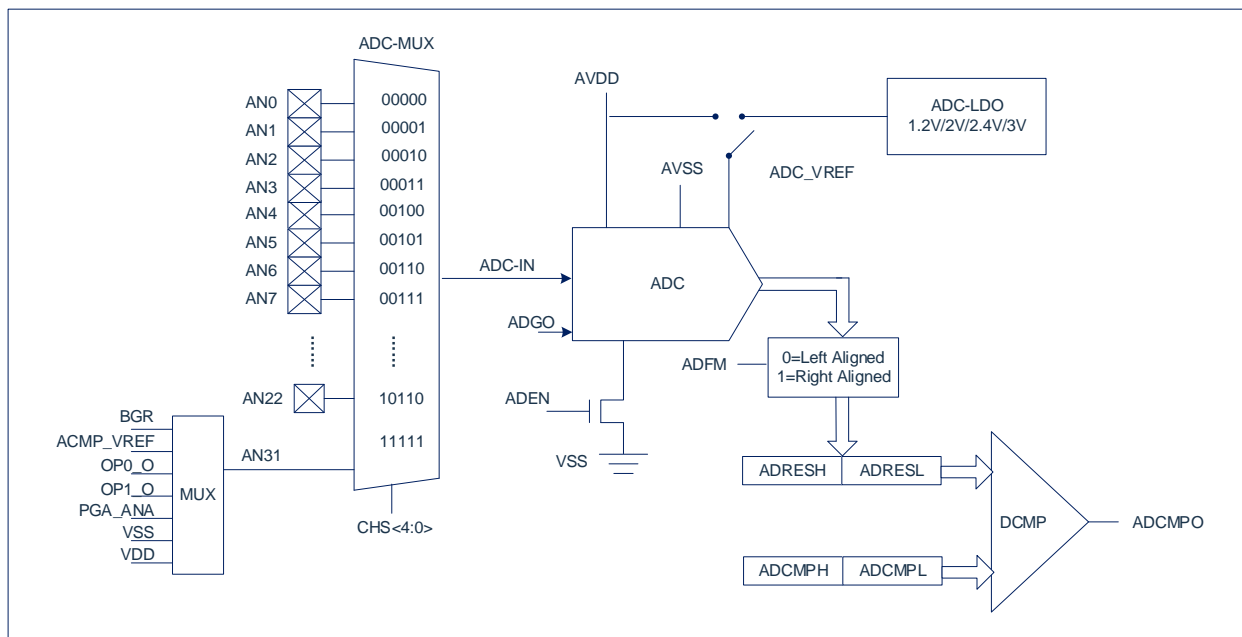 ADC-MUX
AN0
00000
AN1
00001
AN2
00010
AN3
00011
AN4
00100
AN5
00101
AN6
00110
AN7
00111
AN22
10110
11111
BGR
ACMP_VREF
OP0_O
OP1_O
PGA_ANA
VSS
VDD
MUX
AN31
CHS<4:0>
ADC-IN
ADGO
ADEN
VSS
AVDD
AVSS
ADC_VREF
ADC-LDO
1.2V/2V/2.4V/3V
ADC
ADFM
0=Left Aligned
1=Right Aligned
ADRESH
ADRESL
ADCMPH
ADCMPL
DCMP
ADCMPO